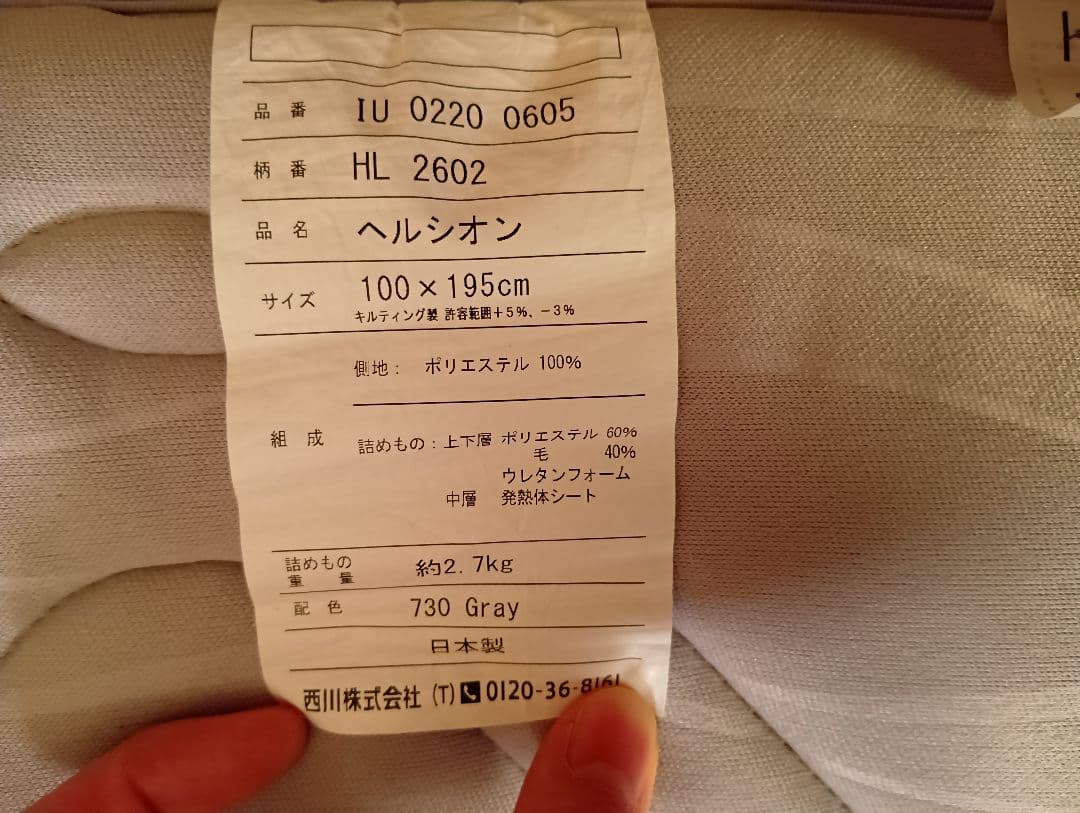 品番 IU 0220 0605
柄番 HL 2602
品名 ヘルシオン
サイズ 100×195cm
キルティング製 許容範囲+5%、-3%
側地: ポリエステル 100%
組成 詰めもの:上下層 ポリエステル 60%
毛 40%
ウレタンフォーム
中層 発熱体シート
詰めもの重量 約2.7kg
配色 730 Gray
日本製
西川株式会社 (T) 0120-36-8161